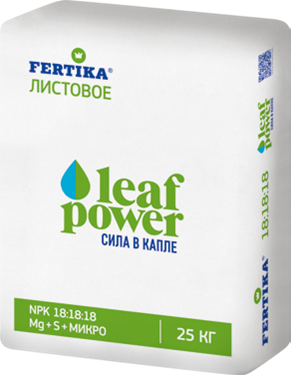 FERTIKA®
ЛИСТОВОЕ
leaf
power
СИЛА В КАПЛЕ
NPK 18:18:18
Mg + S + МИКРО
25 КГ
FERTIKA®
18:18:18
leaf power